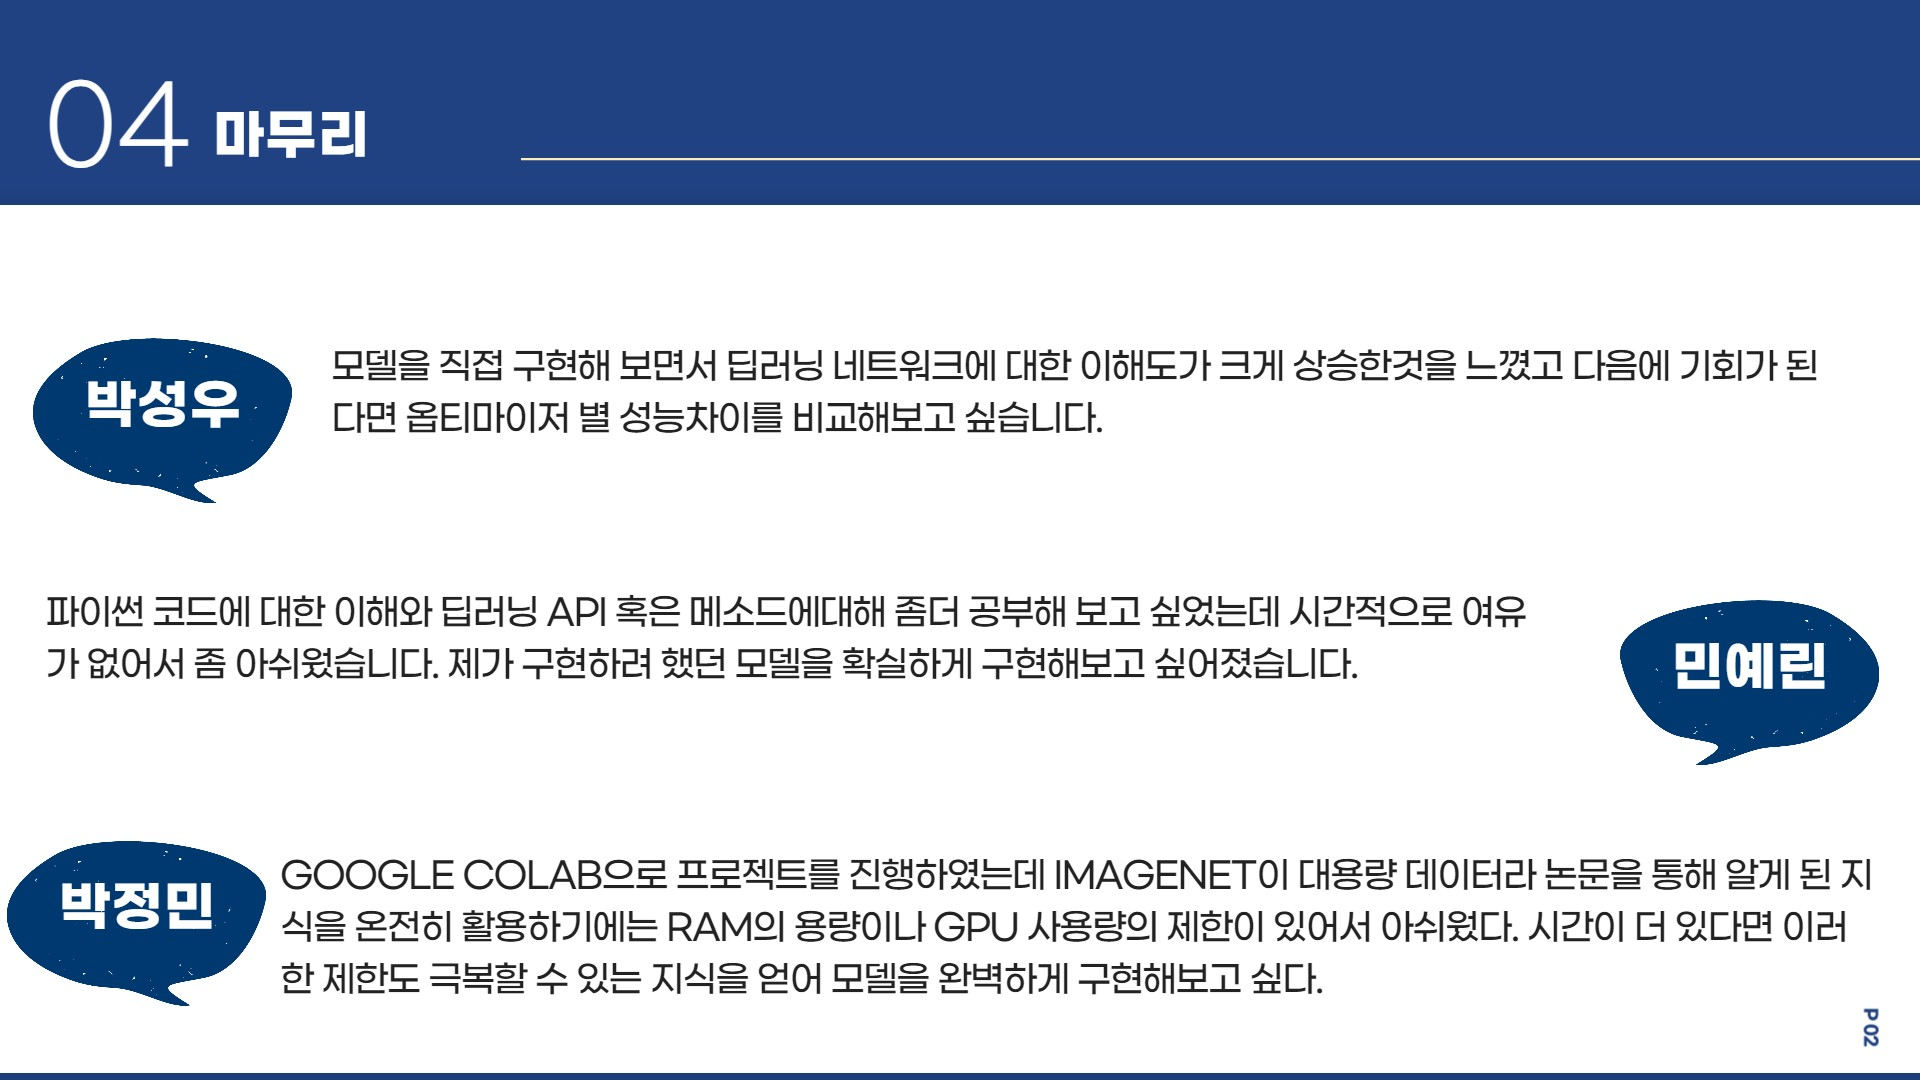 04 마무리
박성우
모델을 직접 구현해 보면서 딥러닝 네트워크에 대한 이해도가 크게 상승한것을 느꼈고 다음에 기회가 된
다면 옵티마이저 별 성능차이를 비교해보고 싶습니다.
파이썬 코드에 대한 이해와 딥러닝 API 혹은 메소드에대해 좀더 공부해 보고 싶었는데 시간적으로 여유
가 없어서 좀 아쉬웠습니다. 제가 구현하려 했던 모델을 확실하게 구현해보고 싶어졌습니다.
민예린
박정민
GOOGLE COLAB으로 프로젝트를 진행하였는데 IMAGENET이 대용량 데이터라 논문을 통해 알게 된 지
식을 온전히 활용하기에는 RAM의 용량이나 GPU 사용량의 제한이 있어서 아쉬웠다. 시간이 더 있다면 이러
한 제한도 극복할 수 있는 지식을 얻어 모델을 완벽하게 구현해보고 싶다.
P 02